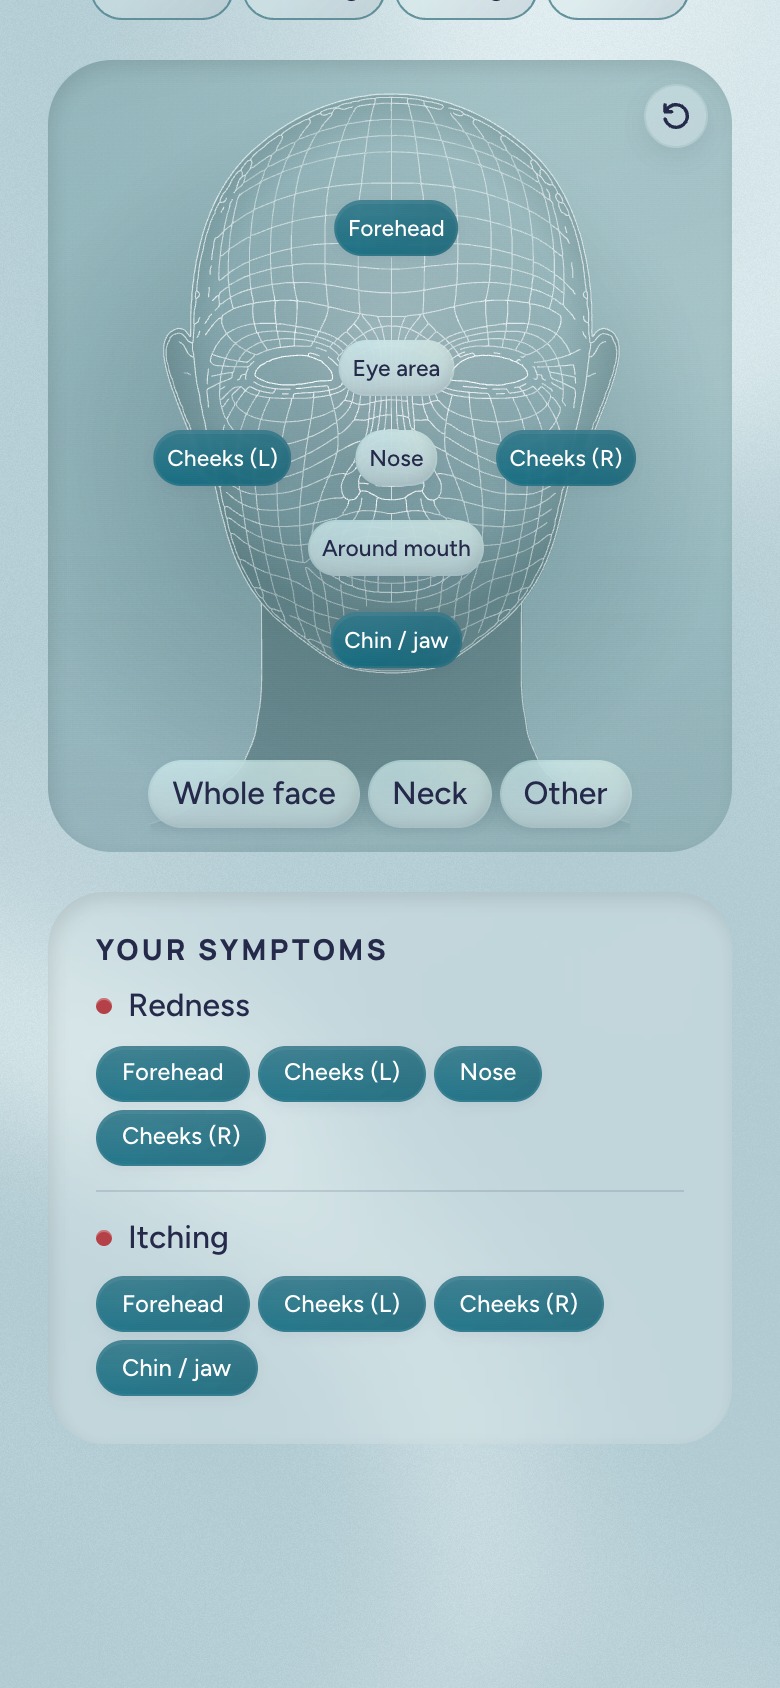 Forehead
Eye area
Cheeks (L) Nose Cheeks (R)
Around mouth
Chin / jaw
Whole face Neck Other
YOUR SYMPTOMS
Redness
Forehead Cheeks (L) Nose
Cheeks (R)
Itching
Forehead Cheeks (L) Cheeks (R)
Chin / jaw